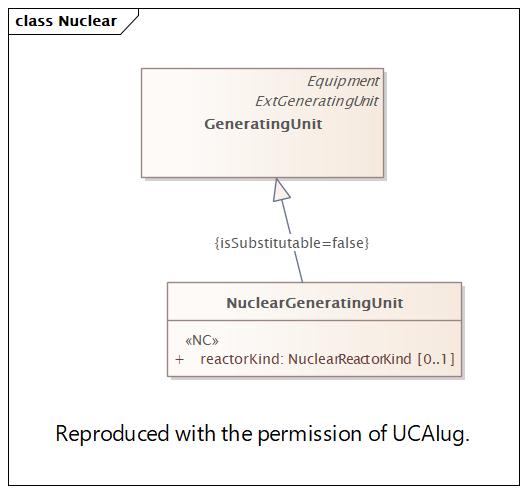 class Nuclear
Equipment
ExtGeneratingUnit
GeneratingUnit
{isSubstitutable=false}
NuclearGeneratingUnit
«NC»
+ reactorKind: NuclearReactorKind [0..1]
Reproduced with the permission of UCAIug.